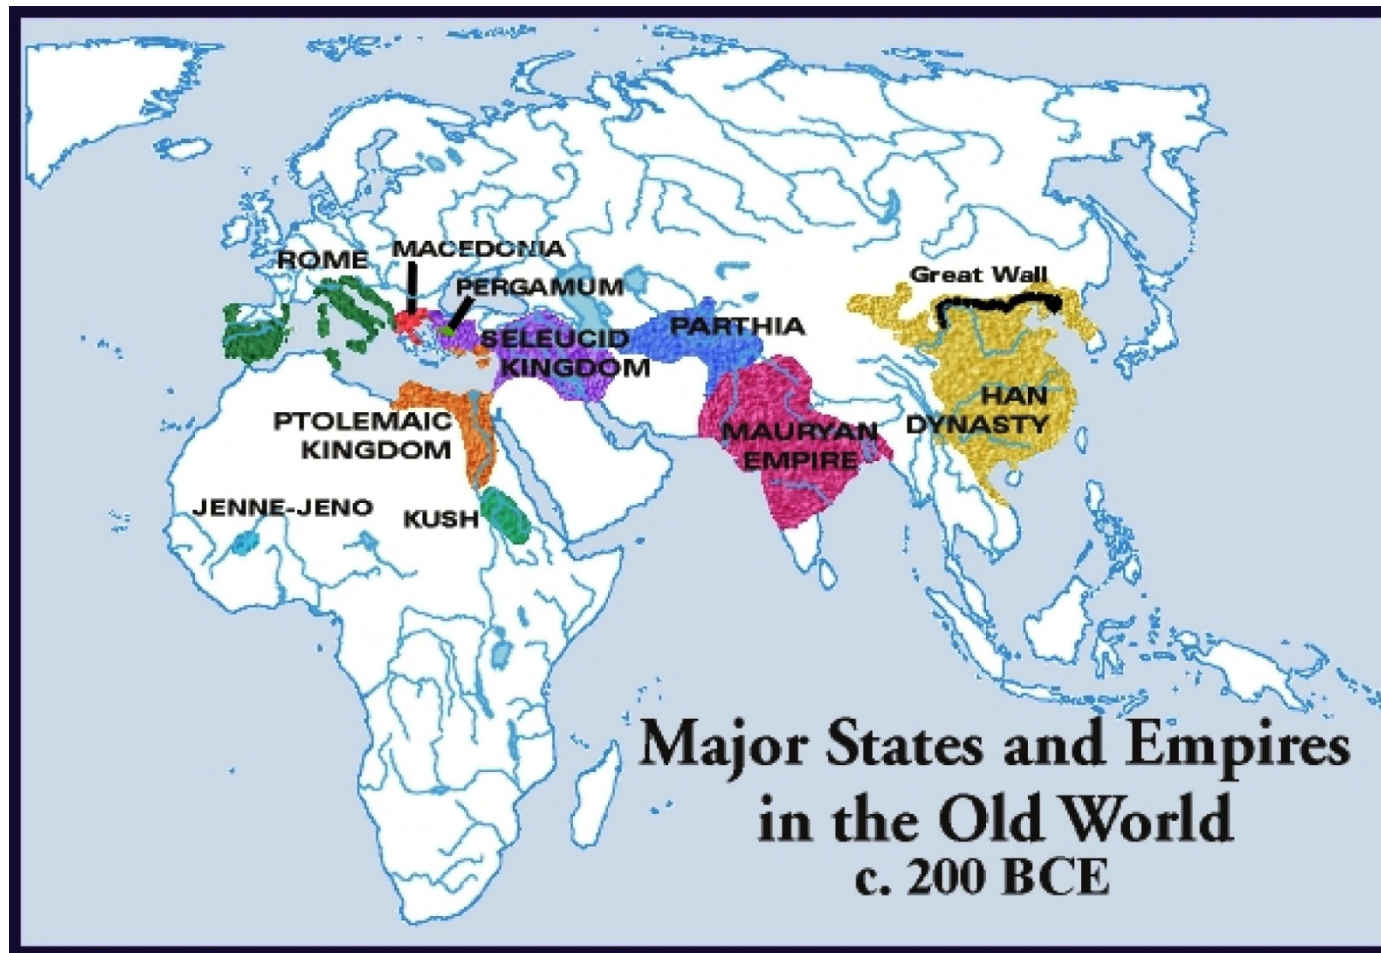 ROME
MACEDONIA
PERGAMUM
SELEUCID
KINGDOM
PARTHIA
Great Wall
HAN
DYNASTY
MAURYAN
EMPIRE
PTOLEMAIC
KINGDOM
JENNE-JENO
KUSH
Major States and Empires
in the Old World
c. 200 BCE